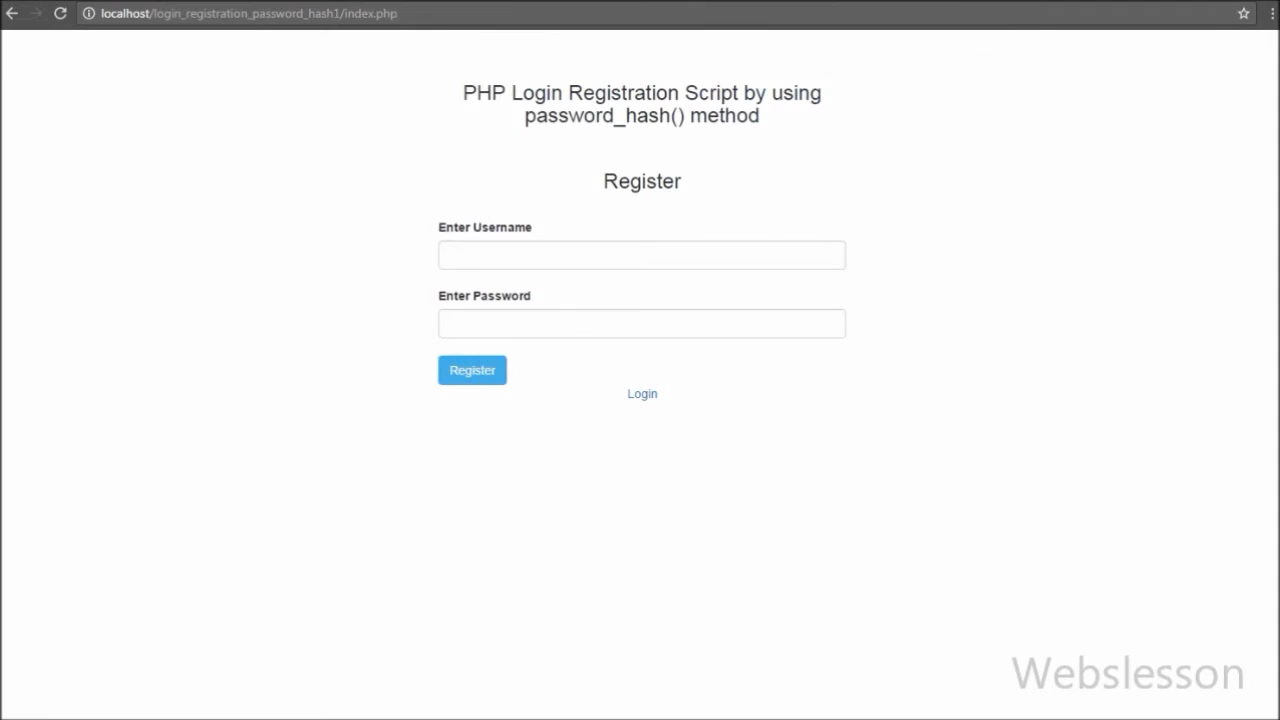 localhost/login_registration_password_hash1/index.php
PHP Login Registration Script by using
password_hash() method
Register
Enter Username
Enter Password
Register
Login
Webslesson